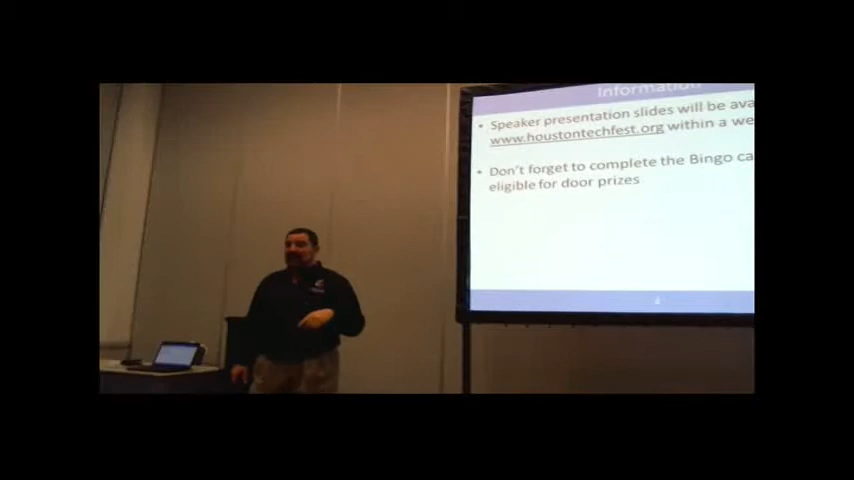 Information
• Speaker presentation slides will be ava
www.houstontechfest.org within a we
• Don't forget to complete the Bingo ca
eligible for door prizes